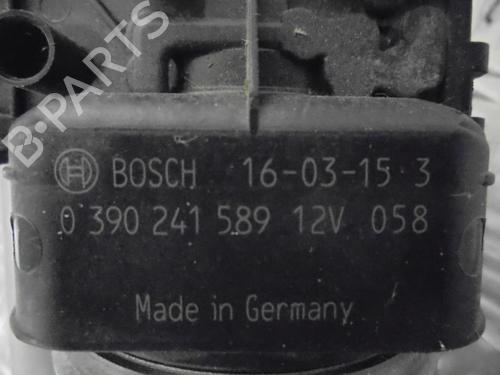 B-PARTS
BOSCH 16-03-15 3
0 390 241 589 12V 058
Made in Germany